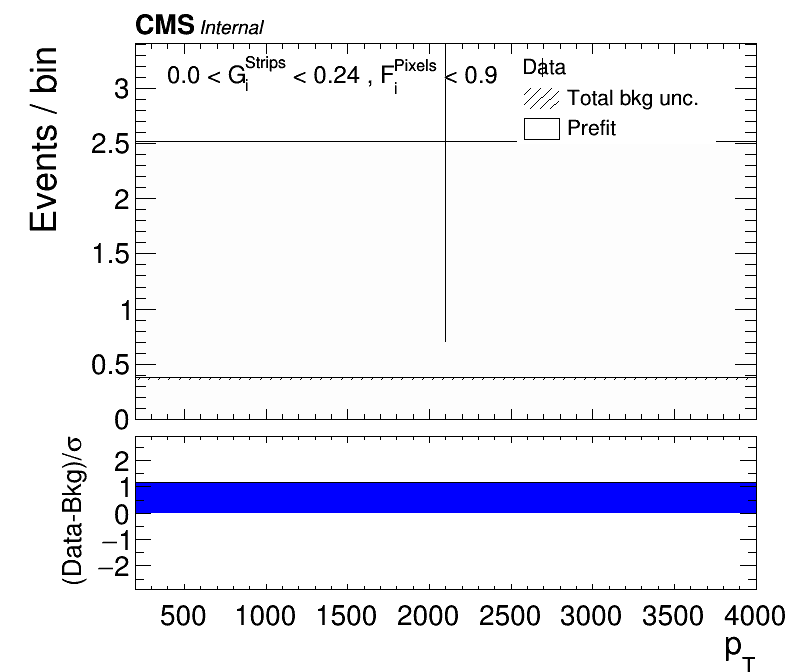 CMS Internal
0.0 < G_i^Strips < 0.24 , F_i^Pixels < 0.9
Data
Total bkg unc.
Prefit
Events / bin
3
2.5
2
1.5
1
0.5
0
(Data-Bkg)/σ
2
1
0
−1
−2
500 1000 1500 2000 2500 3000 3500 4000
p_T